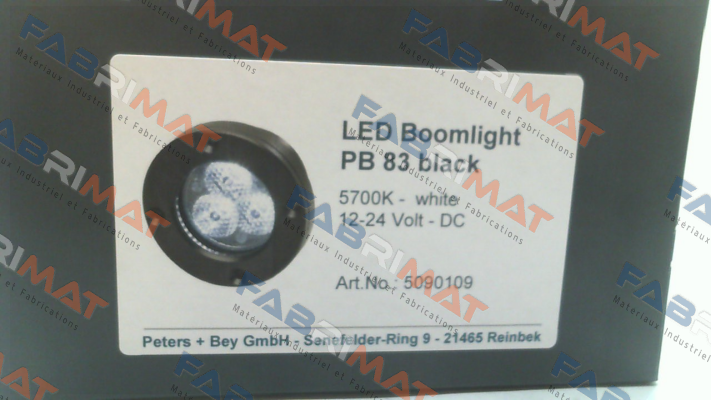 LED Boomlight
PB 83 black
5700K - white
12-24 Volt - DC
Art.No.: 5090109
Peters + Bey GmbH - Senefelder-Ring 9 - 21465 Reinbek
FABRIMAT
Matériaux Industriel et Fabrications